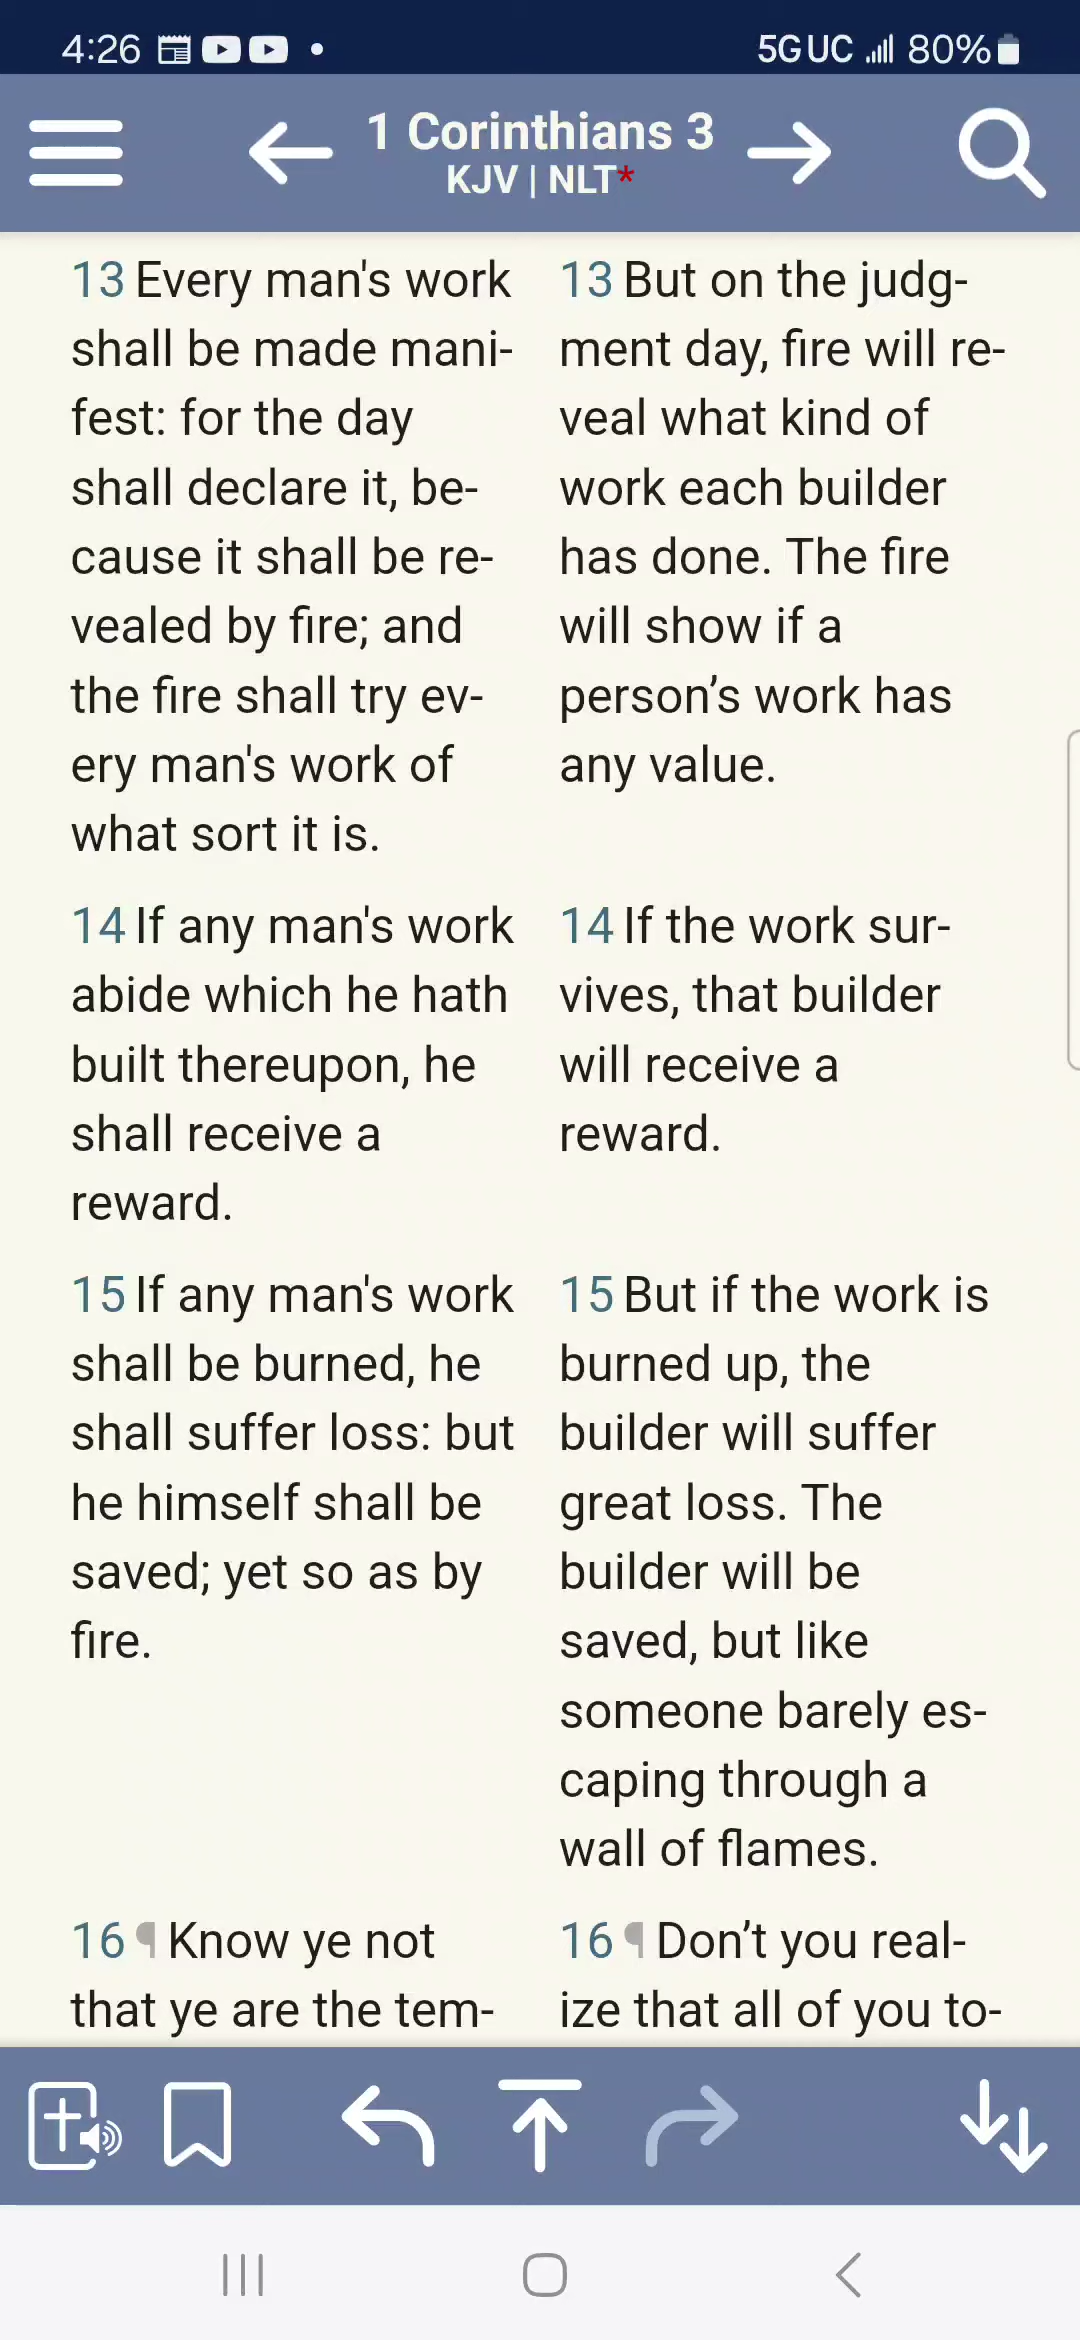 4:26
5G UC 80%
1 Corinthians 3
KJV | NLT*
13 Every man's work
shall be made mani-
fest: for the day
shall declare it, be-
cause it shall be re-
vealed by fire; and
the fire shall try ev-
ery man's work of
what sort it is.
14 If any man's work
abide which he hath
built thereupon, he
shall receive a
reward.
15 If any man's work
shall be burned, he
shall suffer loss: but
he himself shall be
saved; yet so as by
fire.
16 ¶ Know ye not
that ye are the tem-
13 But on the judg-
ment day, fire will re-
veal what kind of
work each builder
has done. The fire
will show if a
person’s work has
any value.
14 If the work sur-
vives, that builder
will receive a
reward.
15 But if the work is
burned up, the
builder will suffer
great loss. The
builder will be
saved, but like
someone barely es-
caping through a
wall of flames.
16 ¶ Don’t you real-
ize that all of you to-